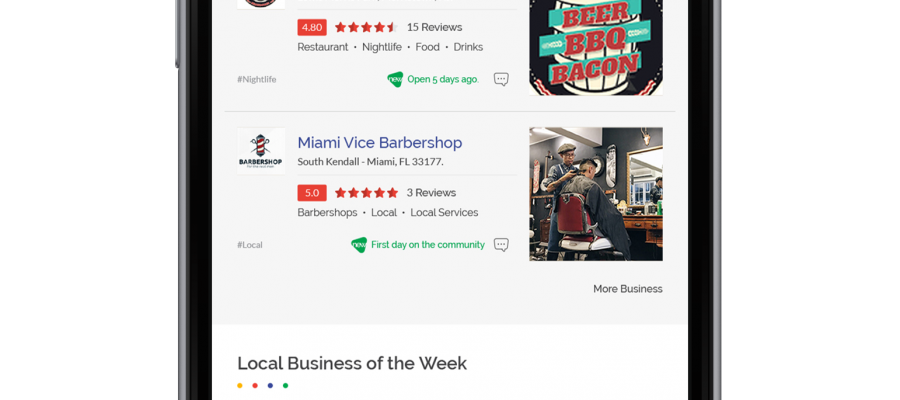 4.80 15 Reviews
Restaurant • Nightlife • Food • Drinks
#Nightlife new Open 5 days ago.
BEER
BBQ
BACON
Miami Vice Barbershop
South Kendall - Miami, FL 33177.
BARBERSHOP
5.0 3 Reviews
Barbershops • Local • Local Services
#Local new First day on the community
More Business
Local Business of the Week